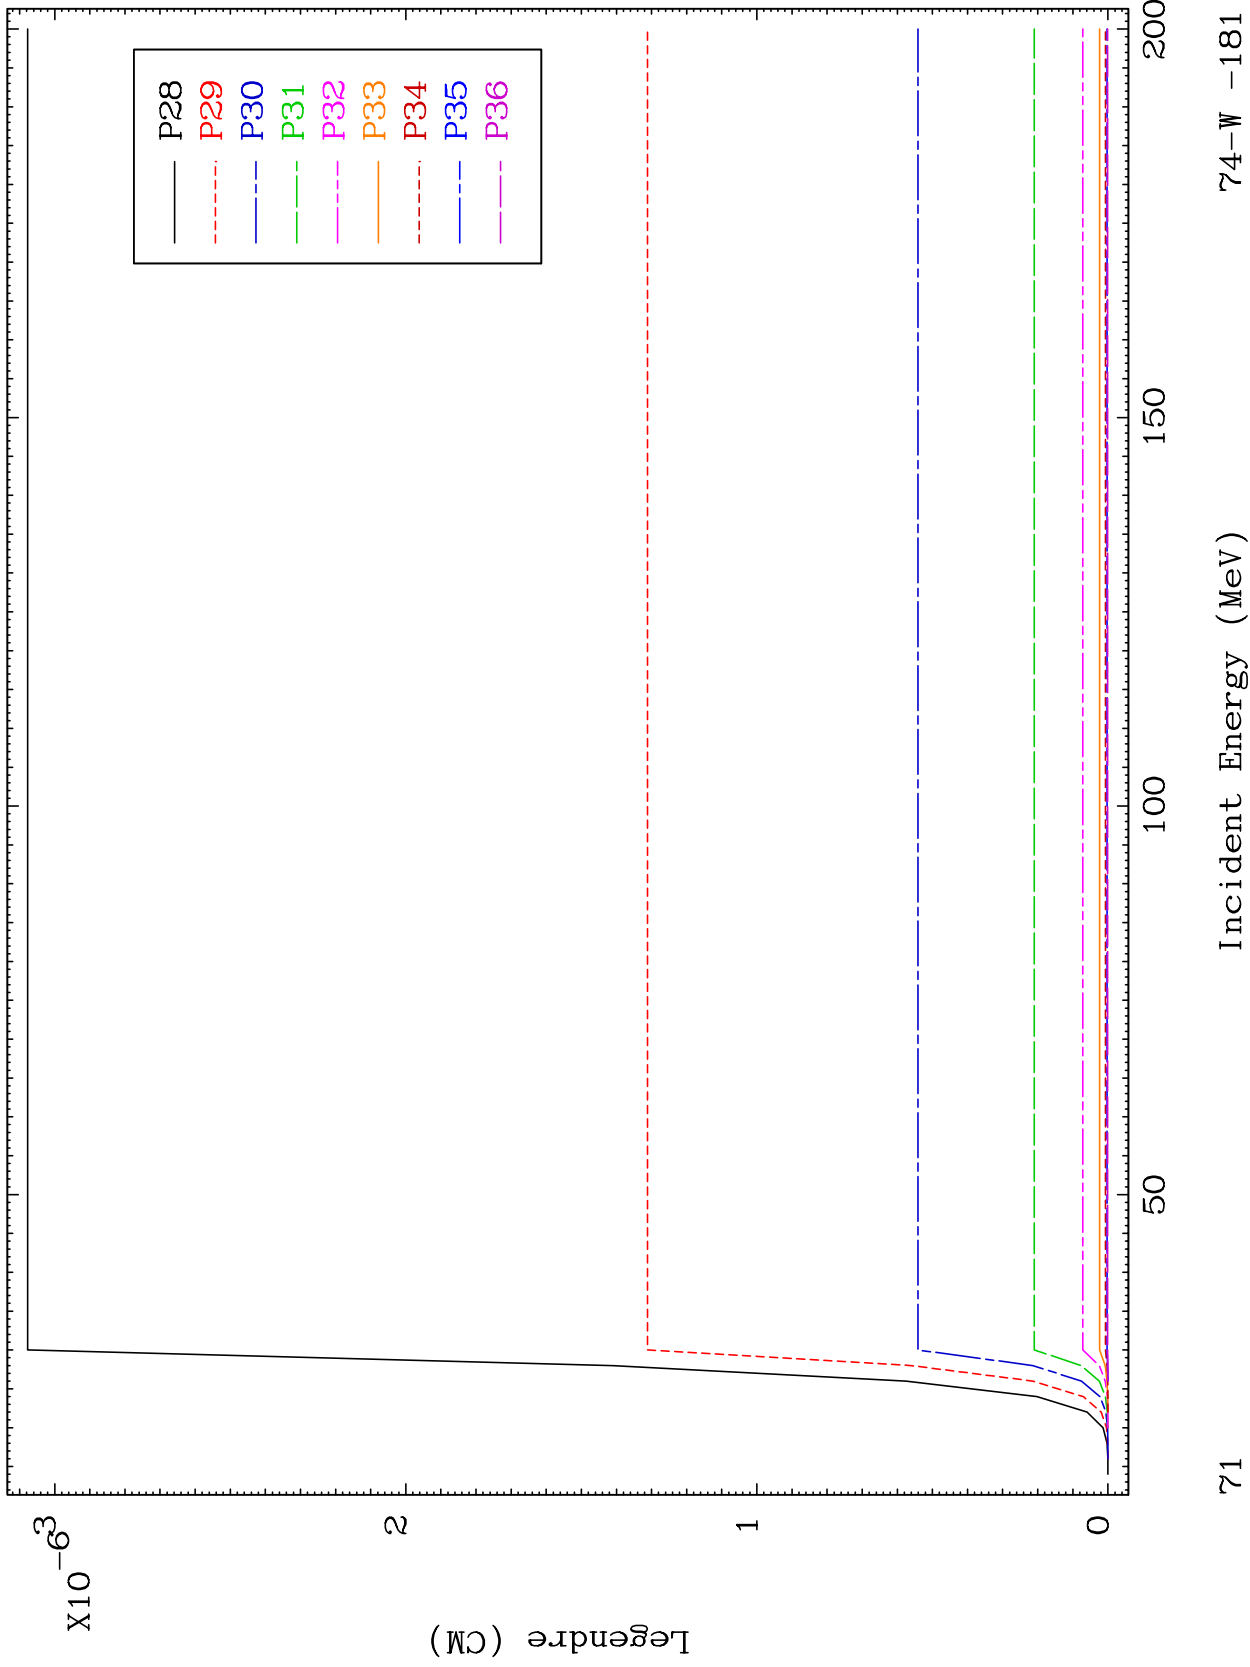 X10 -6
3
2
1
0
Legendre (CM)
P28
P29
P30
P31
P32
P33
P34
P35
P36
50
100
150
200
71
Incident Energy (MeV)
74-W -181